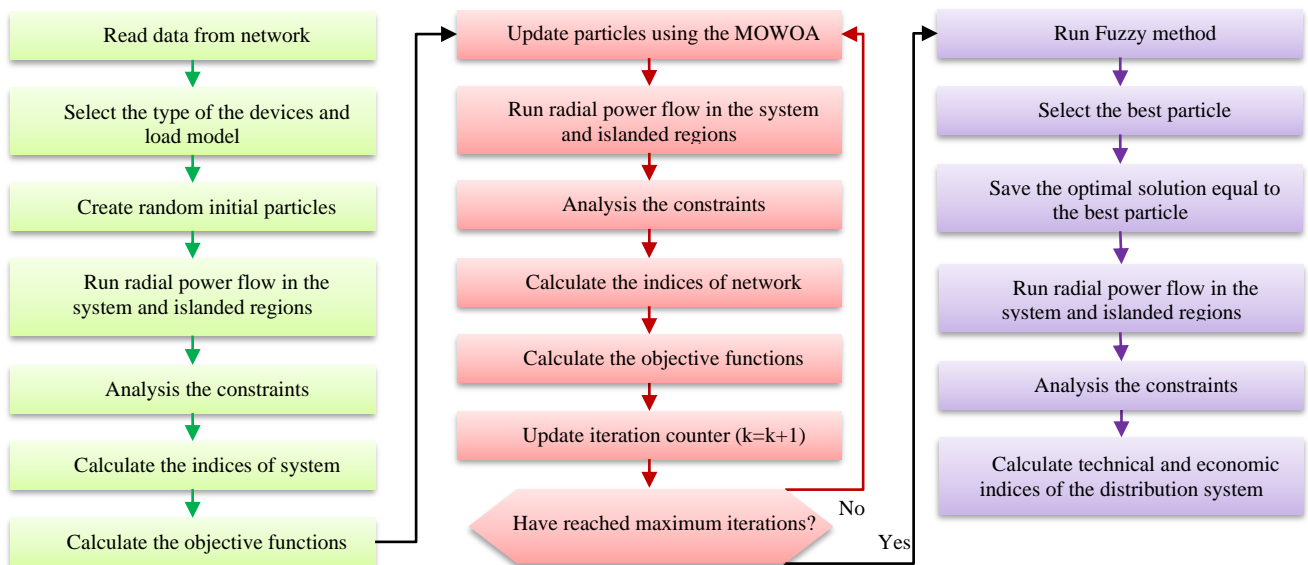 Read data from network
Select the type of the devices and
load model
Create random initial particles
Run radial power flow in the
system and islanded regions
Analysis the constraints
Calculate the indices of system
Calculate the objective functions
Update particles using the MOWOA
Run radial power flow in the system
and islanded regions
Analysis the constraints
Calculate the indices of network
Calculate the objective functions
Update iteration counter (k=k+1)
Have reached maximum iterations?
No
Yes
Run Fuzzy method
Select the best particle
Save the optimal solution equal to
the best particle
Run radial power flow in the
system and islanded regions
Analysis the constraints
Calculate technical and economic
indices of the distribution system